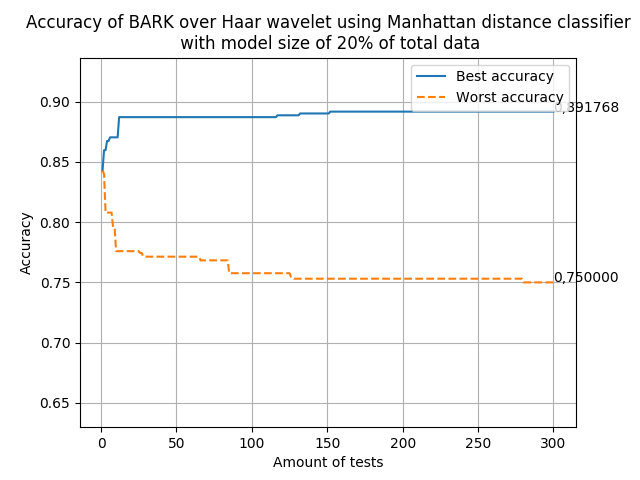 Accuracy of BARK over Haar wavelet using Manhattan distance classifier
with model size of 20% of total data
Best accuracy
Worst accuracy
0.90
0.85
0.80
0.75
0.70
0.65
0,750000
0
50
100
150
200
250
300
Accuracy
Amount of tests